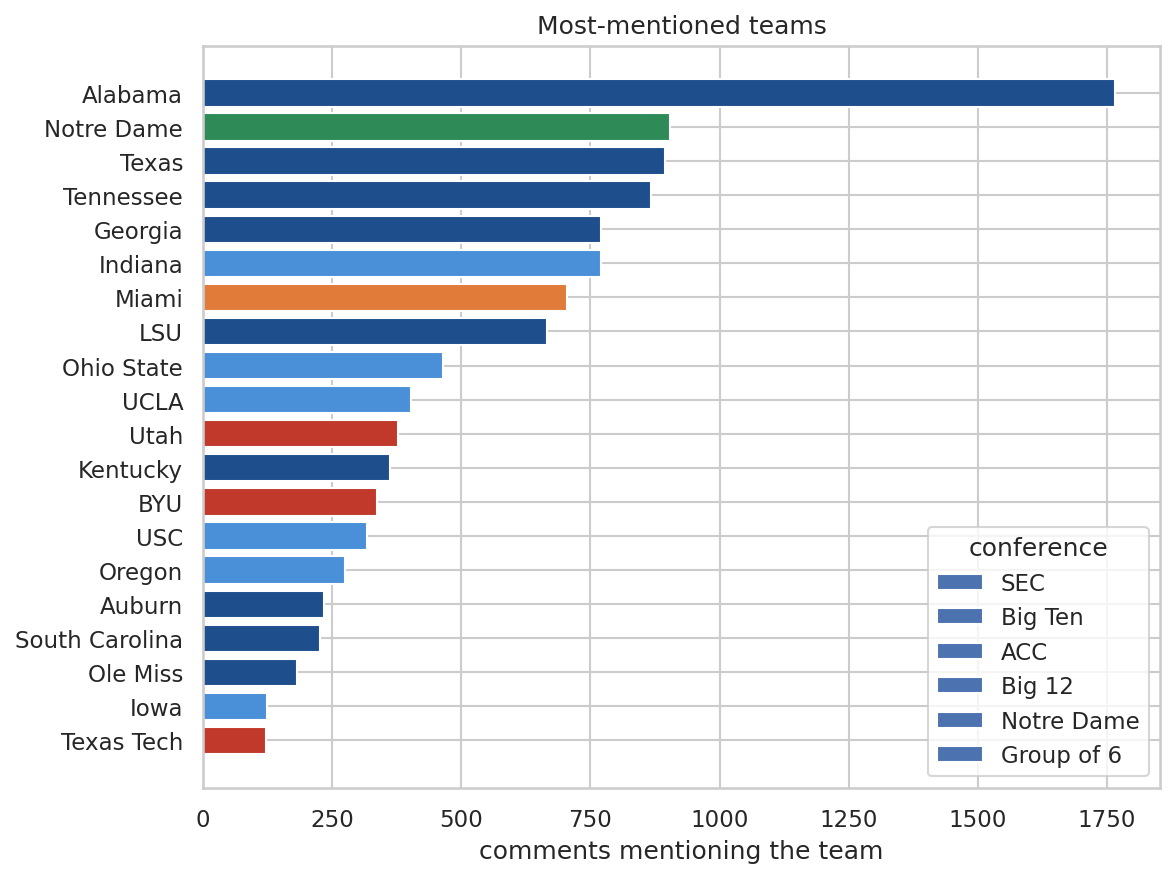 Most-mentioned teams
Alabama
Notre Dame
Texas
Tennessee
Georgia
Indiana
Miami
LSU
Ohio State
UCLA
Utah
Kentucky
BYU
USC
Oregon
Auburn
South Carolina
Ole Miss
Iowa
Texas Tech
conference
SEC
Big Ten
ACC
Big 12
Notre Dame
Group of 6
0 250 500 750 1000 1250 1500 1750
comments mentioning the team